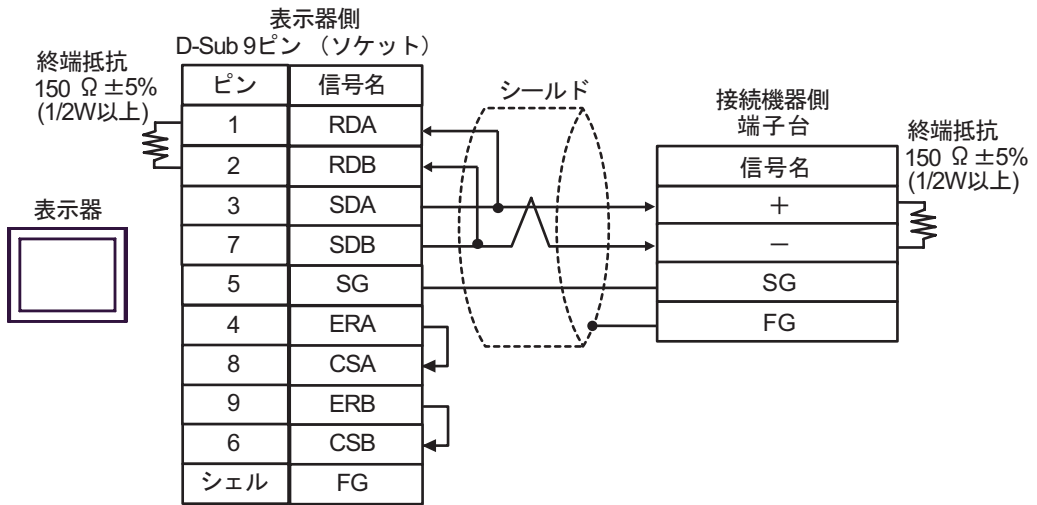 表示器側
D-Sub 9ピン （ソケット）
終端抵抗
150 Ω ±5%
(1/2W以上)
ピン 信号名
1 RDA
2 RDB
3 SDA
7 SDB
5 SG
4 ERA
8 CSA
9 ERB
6 CSB
シェル FG
表示器
シールド
接続機器側
端子台
信号名
＋
－
SG
FG
終端抵抗
150 Ω ±5%
(1/2W以上)